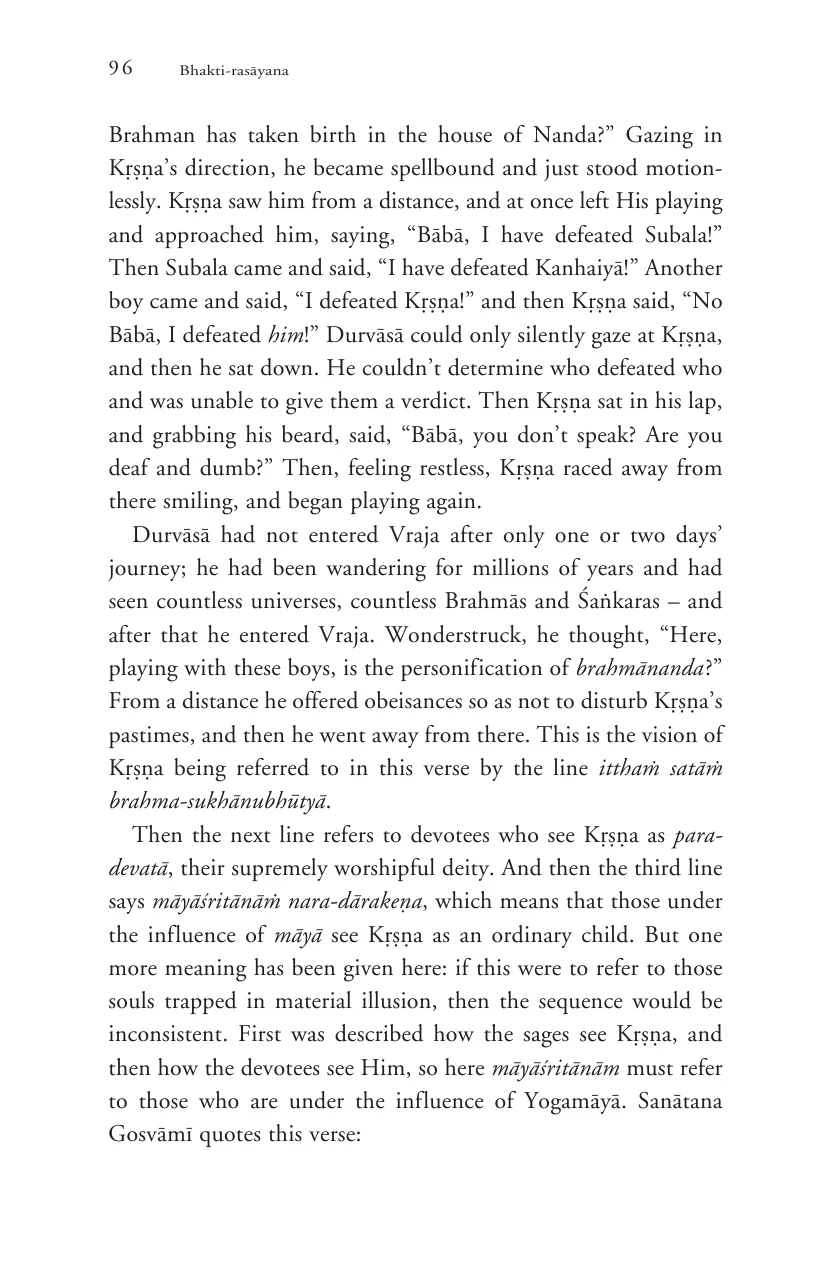 96 Bhakti-rasāyana
Brahman has taken birth in the house of Nanda?” Gazing in
Kṛṣṇa’s direction, he became spellbound and just stood motion-
lessly. Kṛṣṇa saw him from a distance, and at once left His playing
and approached him, saying, “Bābā, I have defeated Subala!”
Then Subala came and said, “I have defeated Kanhaiyā!” Another
boy came and said, “I defeated Kṛṣṇa!” and then Kṛṣṇa said, “No
Bābā, I defeated him!” Durvāsā could only silently gaze at Kṛṣṇa,
and then he sat down. He couldn’t determine who defeated who
and was unable to give them a verdict. Then Kṛṣṇa sat in his lap,
and grabbing his beard, said, “Bābā, you don’t speak? Are you
deaf and dumb?” Then, feeling restless, Kṛṣṇa raced away from
there smiling, and began playing again.
Durvāsā had not entered Vraja after only one or two days’
journey; he had been wandering for millions of years and had
seen countless universes, countless Brahmās and Śaṅkaras – and
after that he entered Vraja. Wonderstruck, he thought, “Here,
playing with these boys, is the personification of brahmānanda?”
From a distance he offered obeisances so as not to disturb Kṛṣṇa’s
pastimes, and then he went away from there. This is the vision of
Kṛṣṇa being referred to in this verse by the line itthaṁ satāṁ
brahma-sukhānubhūtyā.
Then the next line refers to devotees who see Kṛṣṇa as para-
devatā, their supremely worshipful deity. And then the third line
says māyāśritānāṁ nara-dārakeṇa, which means that those under
the influence of māyā see Kṛṣṇa as an ordinary child. But one
more meaning has been given here: if this were to refer to those
souls trapped in material illusion, then the sequence would be
inconsistent. First was described how the sages see Kṛṣṇa, and
then how the devotees see Him, so here māyāśritānām must refer
to those who are under the influence of Yogamāyā. Sanātana
Gosvāmī quotes this verse: